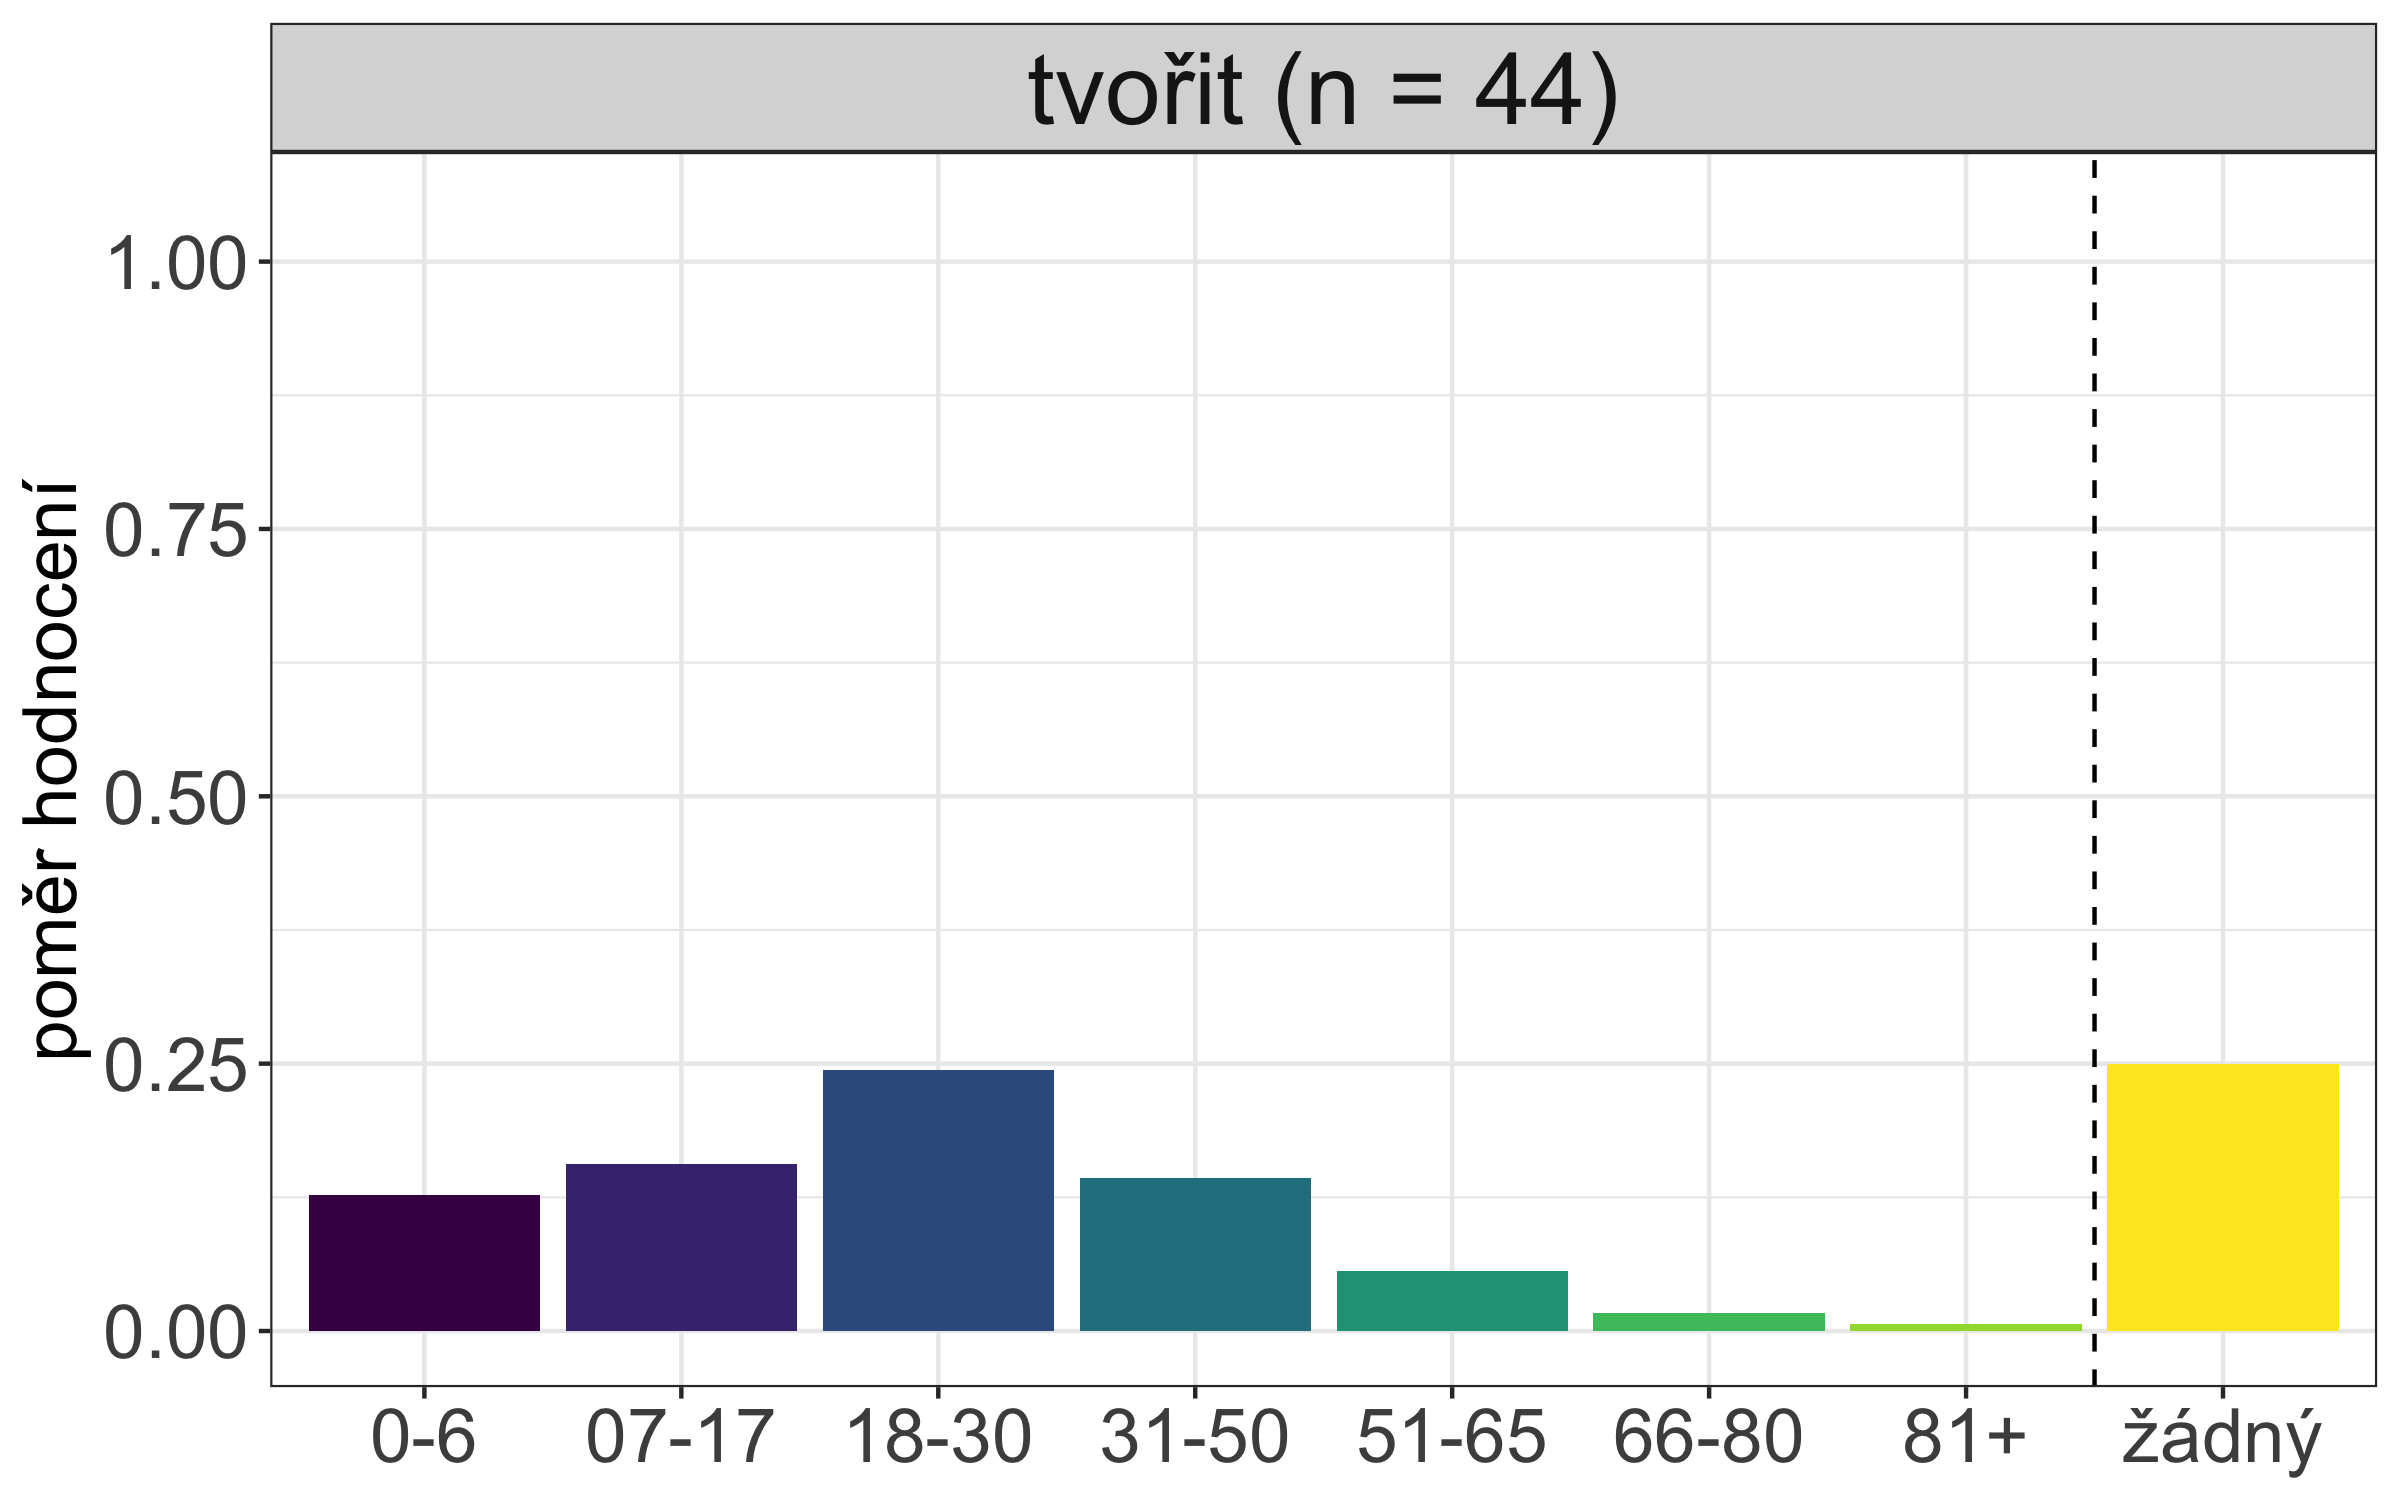 tvořit (n = 44)
poměr hodnocení
1.00
0.75
0.50
0.25
0.00
0-6 07-17 18-30 31-50 51-65 66-80 81+ žádný